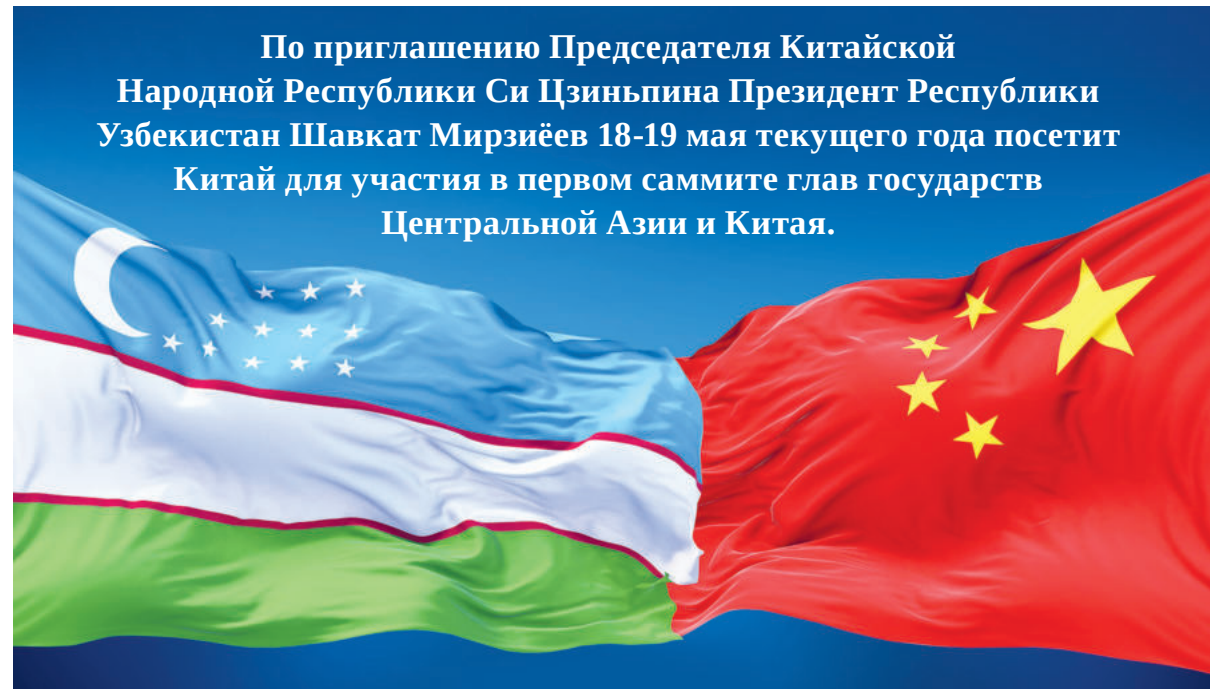 По приглашению Председателя Китайской
Народной Республики Си Цзиньпина Президент Республики
Узбекистан Шавкат Мирзиёев 18-19 мая текущего года посетит
Китай для участия в первом саммите глав государств
Центральной Азии и Китая.